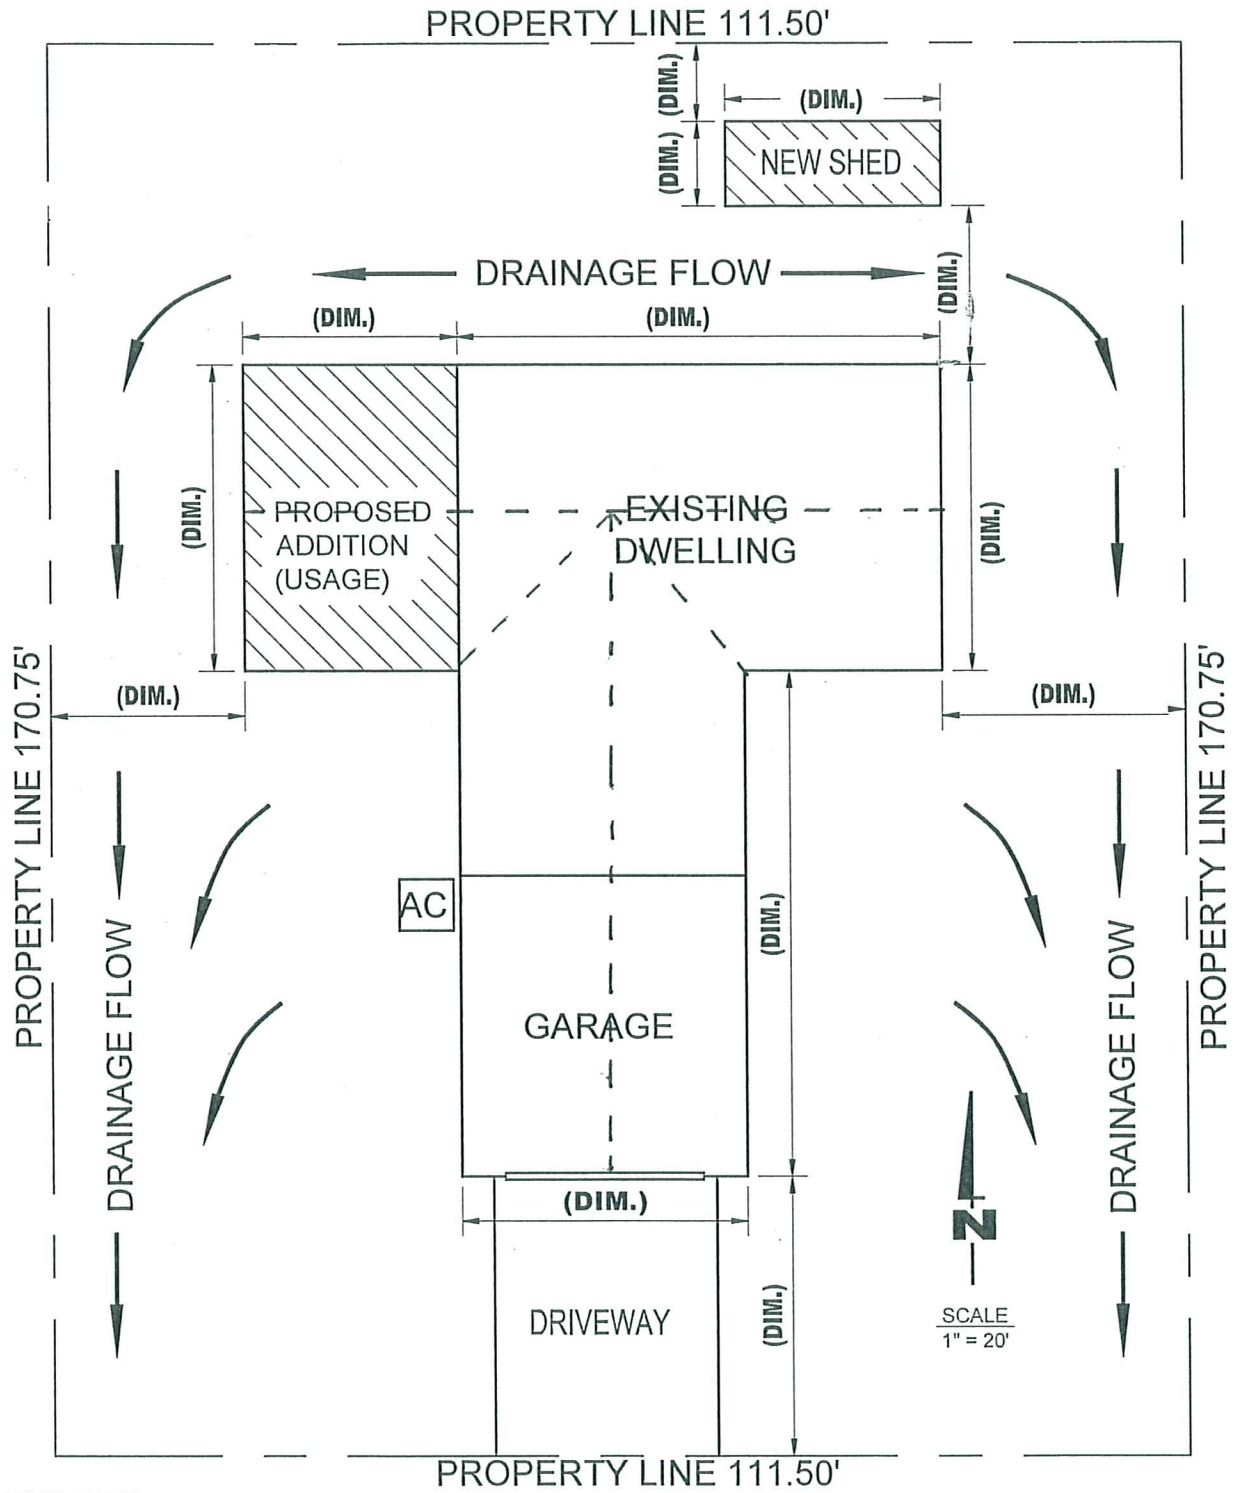 PROPERTY LINE 111.50'
(DIM.)
(DIM.)
(DIM.)
NEW SHED
DRAINAGE FLOW
(DIM.)
(DIM.)
(DIM.)
(DIM.)
PROPOSED
ADDITION
(USAGE)
EXISTING
DWELLING
(DIM.)
PROPERTY LINE 170.75'
(DIM.)
(DIM.)
PROPERTY LINE 170.75'
AC
(DIM.)
DRAINAGE FLOW
GARAGE
DRAINAGE FLOW
(DIM.)
N
DRIVEWAY
(DIM.)
SCALE
1" = 20'
PROPERTY LINE 111.50'